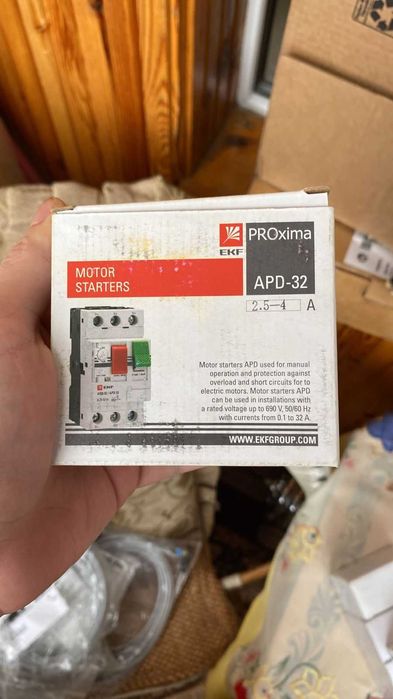 EKF
PROxima
MOTOR
STARTERS
APD-32
2.5-4 A
Motor starters APD used for manual
operation and protection against
overload and short circuits for to
electric motors. Motor starters APD
can be used in installations with
a rated voltage up to 690 V, 50/60 Hz
with currents from 0.1 to 32 A.
EKF
WWW.EKFGROUP.COM